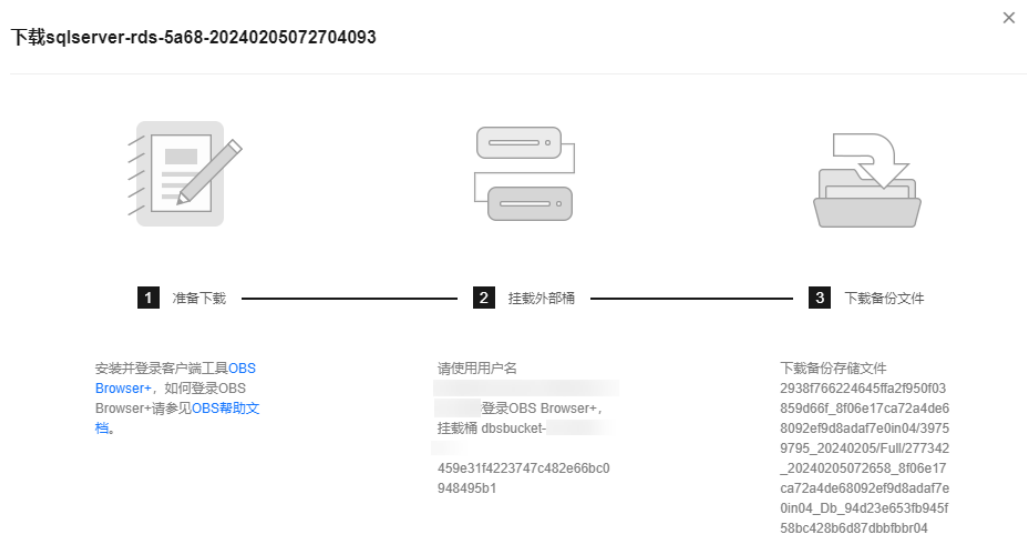 下载sqlserver-rds-5a68-20240205072704093
1 准备下载
2 挂载外部桶
3 下载备份文件
安装并登录客户端工具OBS
Browser+，如何登录OBS
Browser+请参见OBS帮助文
档。
请使用用户名
登录OBS Browser+，
挂载桶 dbsbucket-
459e31f4223747c482e66bc0
948495b1
下载备份存储文件
2938f766224645ffa2f950f03
859d66f_8f06e17ca72a4de6
8092ef9d8adaf7e0in04/3975
9795_20240205/Full/277342
_20240205072658_8f06e17
ca72a4de68092ef9d8adaf7e
0in04_Db_94d23e653fb945f
58bc428b6d87dbbfbbr04